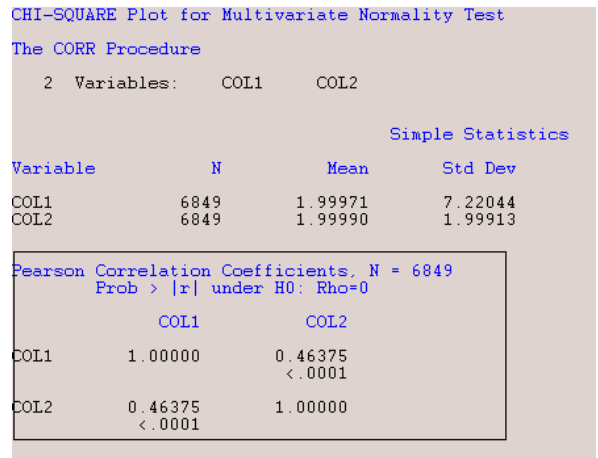 CHI-SQUARE Plot for Multivariate Normality Test
The CORR Procedure
2 Variables: COL1 COL2
Simple Statistics
Variable N Mean Std Dev
COL1 6849 1.99971 7.22044
COL2 6849 1.99990 1.99913
Pearson Correlation Coefficients, N = 6849
Prob > |r| under H0: Rho=0
COL1 COL2
COL1 1.00000 0.46375
<.0001
COL2 0.46375 1.00000
<.0001